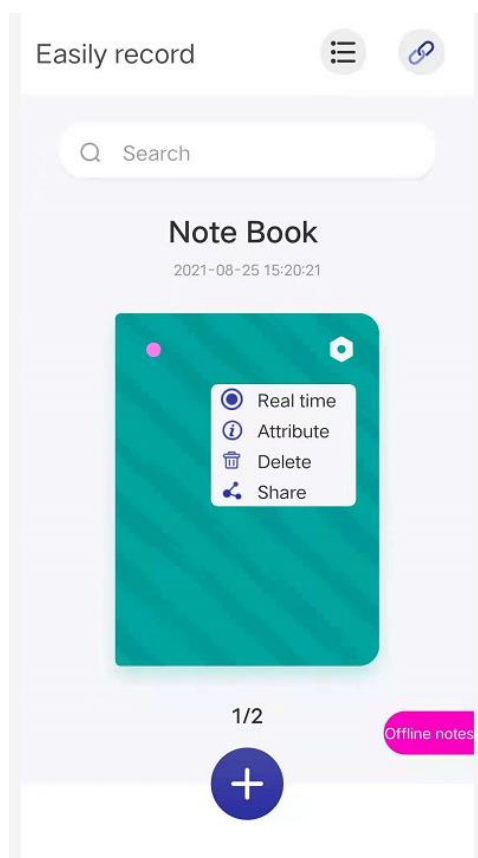 Easily record
Search
Note Book
2021-08-25 15:20:21
Real time
Attribute
Delete
Share
1/2
Offline notes